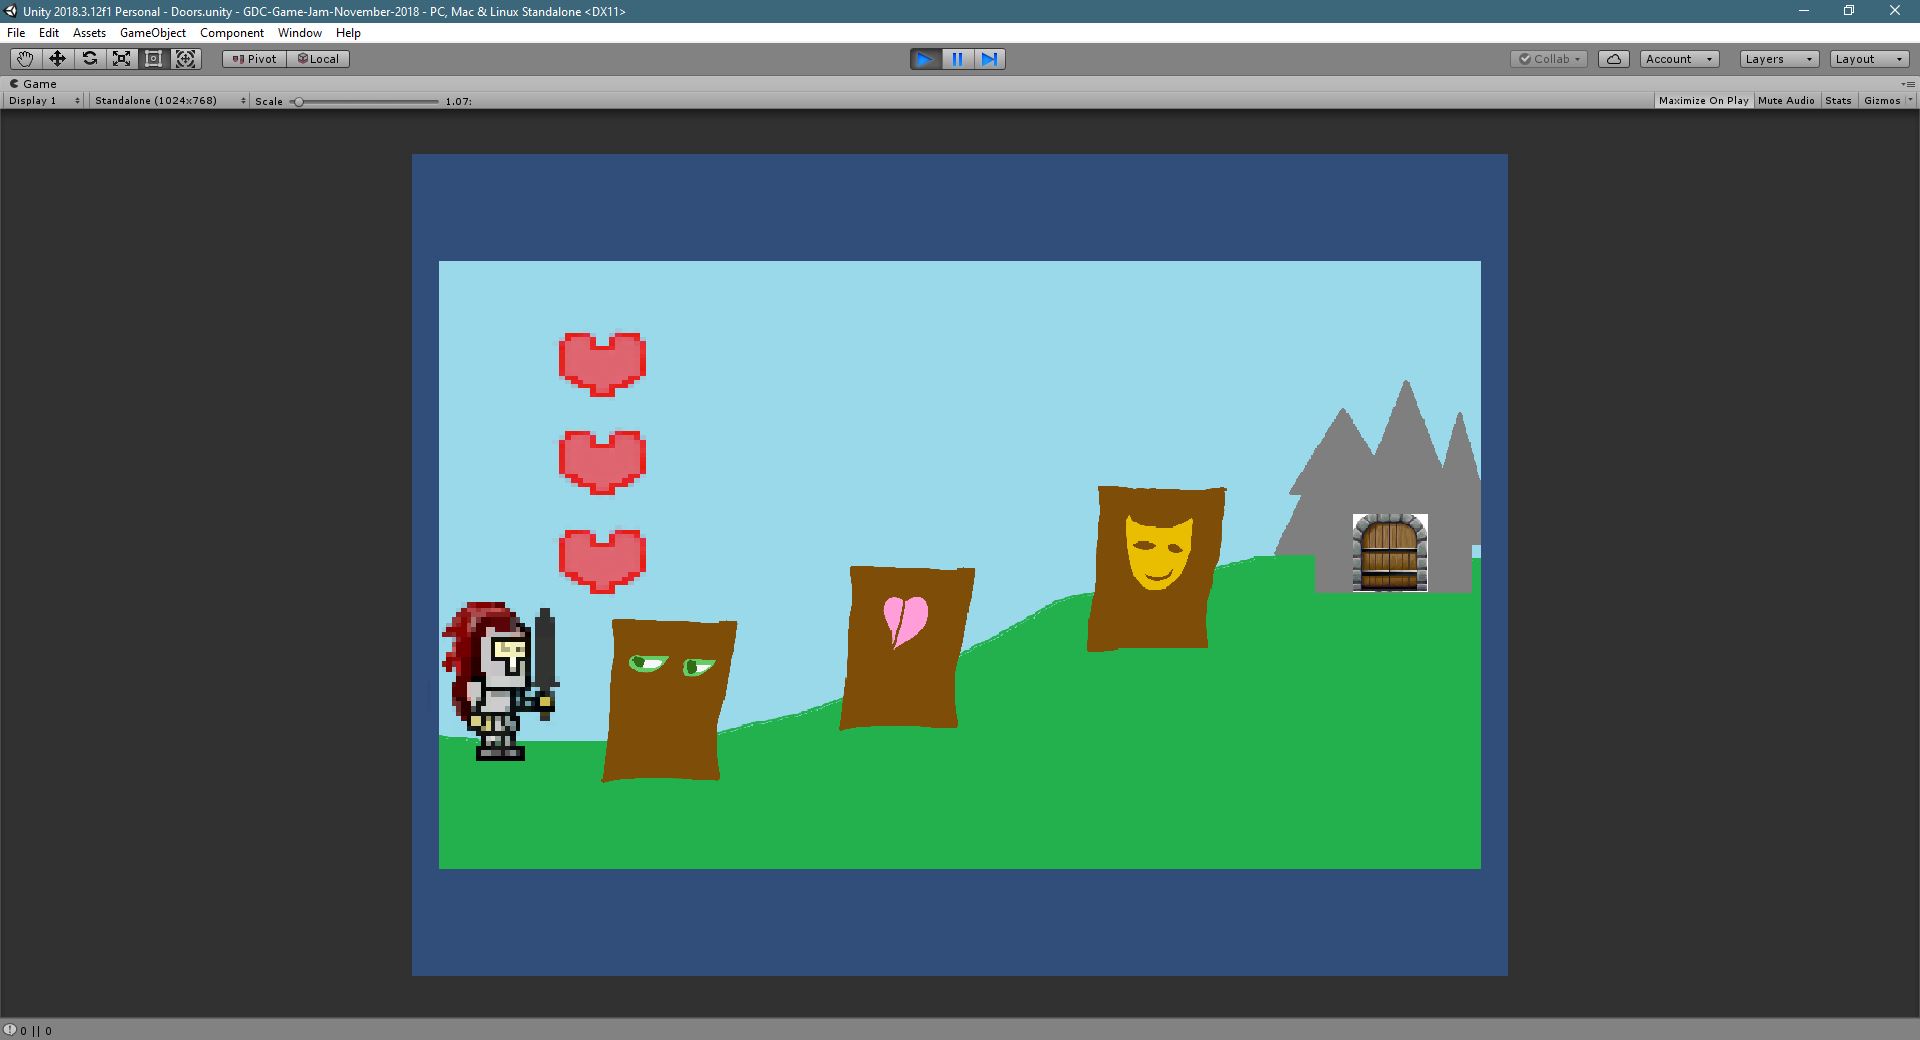 Unity 2018.3.12f1 Personal - Doors.unity - GDC-Game-Jam-November-2018 - PC, Mac & Linux Standalone <DX11>
File Edit Assets GameObject Component Window Help
Pivot Local Collab Account Layers Layout
Game
Display 1 Standalone (1024x768) Scale 1.07: Maximize On Play Mute Audio Stats Gizmos
0 || 0